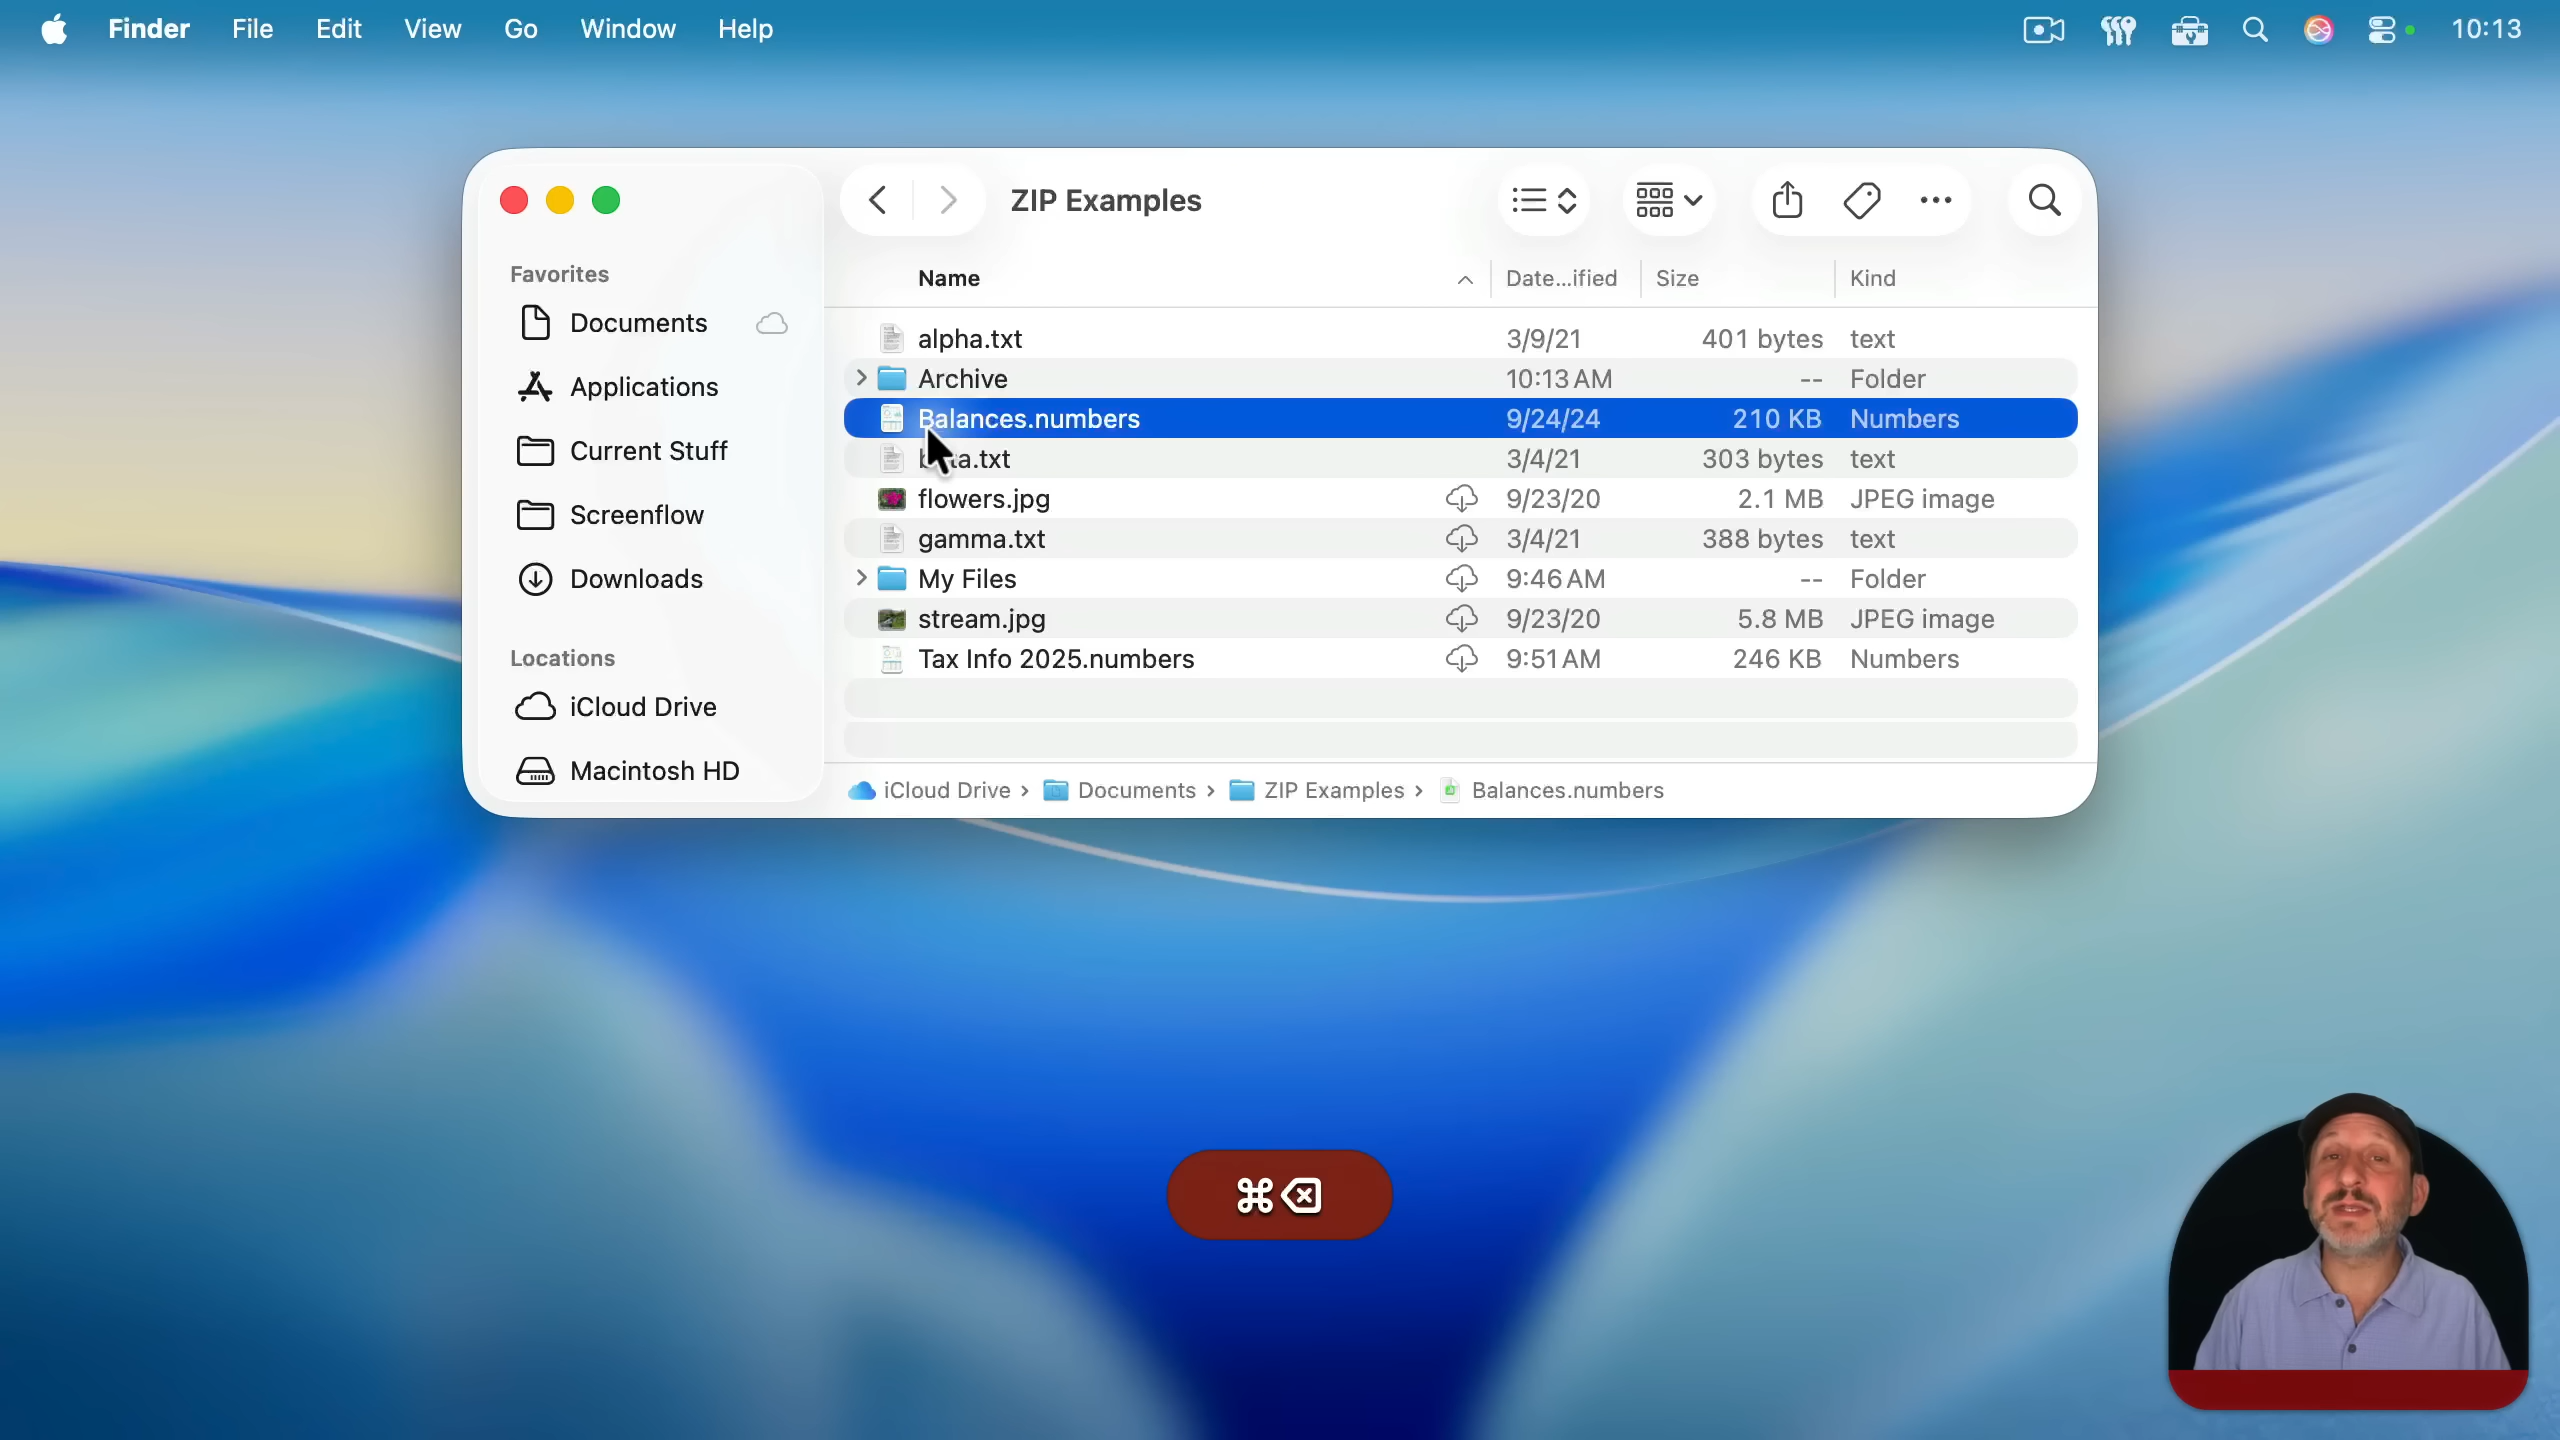 Finder File Edit View Go Window Help 10:13
ZIP Examples
Favorites
Documents
Applications
Current Stuff
Screenflow
Downloads
Locations
iCloud Drive
Macintosh HD
Name Date...ified Size Kind
alpha.txt 3/9/21 401 bytes text
Archive 10:13 AM -- Folder
Balances.numbers 9/24/24 210 KB Numbers
ta.txt 3/4/21 303 bytes text
flowers.jpg 9/23/20 2.1 MB JPEG image
gamma.txt 3/4/21 388 bytes text
My Files 9:46 AM -- Folder
stream.jpg 9/23/20 5.8 MB JPEG image
Tax Info 2025.numbers 9:51 AM 246 KB Numbers
iCloud Drive › Documents › ZIP Examples › Balances.numbers
⌘⌫